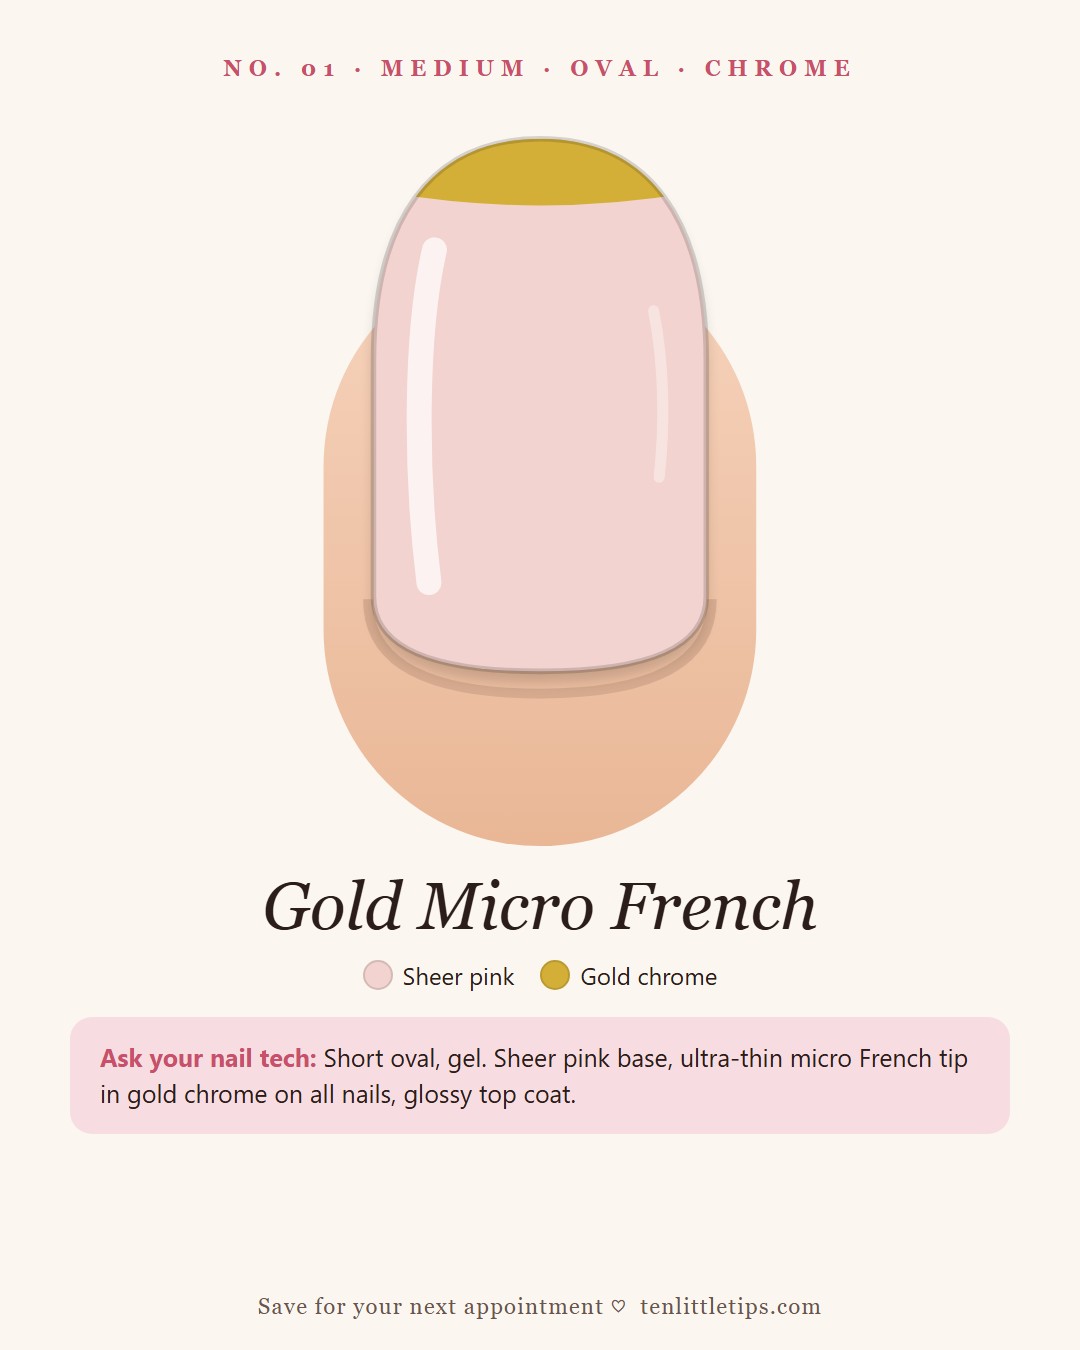 NO. 01 · MEDIUM · OVAL · CHROME
Gold Micro French
Sheer pink Gold chrome
Ask your nail tech: Short oval, gel. Sheer pink base, ultra-thin micro French tip
in gold chrome on all nails, glossy top coat.
Save for your next appointment ♡ tenlittletips.com